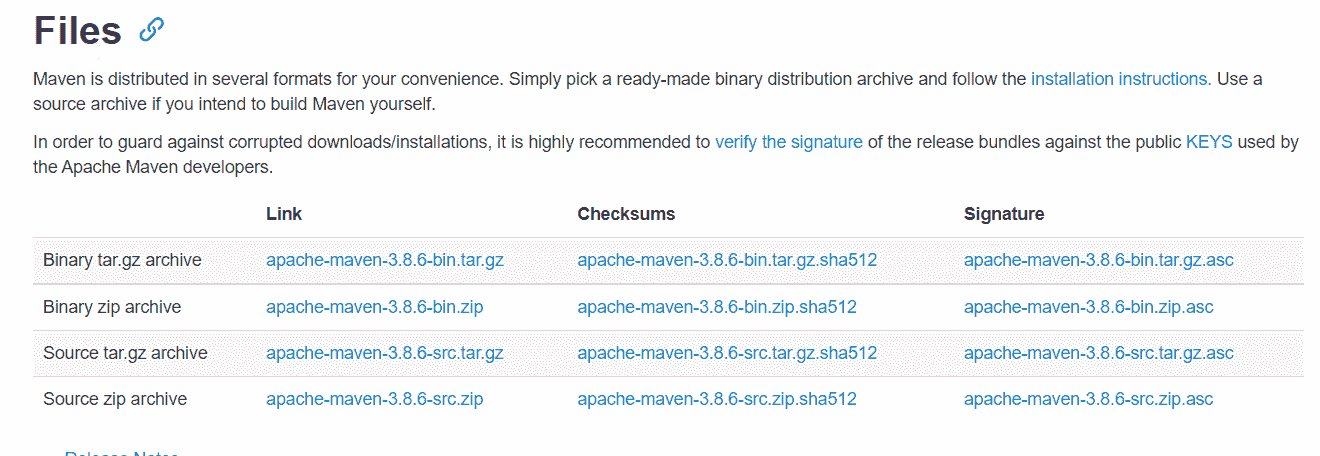 Files
Maven is distributed in several formats for your convenience. Simply pick a ready-made binary distribution archive and follow the installation instructions. Use a
source archive if you intend to build Maven yourself.
In order to guard against corrupted downloads/installations, it is highly recommended to verify the signature of the release bundles against the public KEYS used by
the Apache Maven developers.
Link Checksums Signature
Binary tar.gz archive apache-maven-3.8.6-bin.tar.gz apache-maven-3.8.6-bin.tar.gz.sha512 apache-maven-3.8.6-bin.tar.gz.asc
Binary zip archive apache-maven-3.8.6-bin.zip apache-maven-3.8.6-bin.zip.sha512 apache-maven-3.8.6-bin.zip.asc
Source tar.gz archive apache-maven-3.8.6-src.tar.gz apache-maven-3.8.6-src.tar.gz.sha512 apache-maven-3.8.6-src.tar.gz.asc
Source zip archive apache-maven-3.8.6-src.zip apache-maven-3.8.6-src.zip.sha512 apache-maven-3.8.6-src.zip.asc
Release Notes